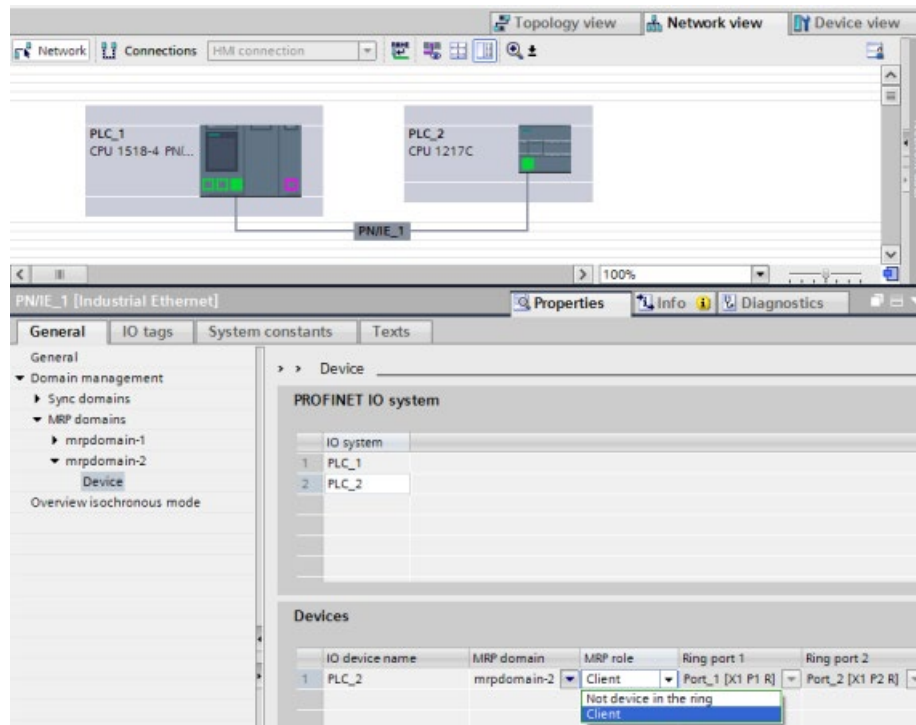 Topology view Network view Device view
Network Connections HMI connection
PLC_1 PLC_2
CPU 1518-4 PN/... CPU 1217C
PN/IE_1
100%
PN/IE_1 [Industrial Ethernet] Properties Info Diagnostics
General IO tags System constants Texts
General
Domain management
Sync domains
MRP domains
mrpdomain-1
mrpdomain-2
Device
Overview isochronous mode
> > Device
PROFINET IO system
IO system
1 PLC_1
2 PLC_2
Devices
IO device name MRP domain MRP role Ring port 1 Ring port 2
1 PLC_2 mrpdomain-2 Client Port_1 [X1 P1 R] Port_2 [X1 P2 R]
Not device in the ring
Client